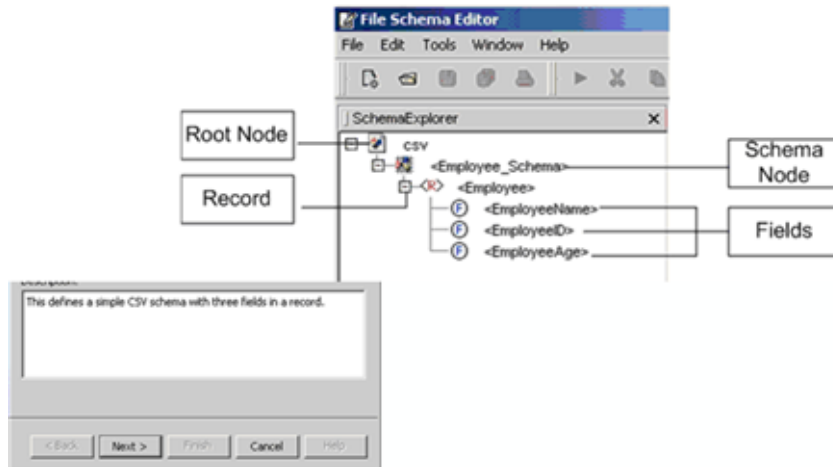 File Schema Editor
File Edit Tools Window Help
SchemaExplorer X
Root Node
csv
<Employee_Schema>
Schema Node
Record
<R> <Employee>
F <EmployeeName>
F <EmployeeID>
Fields
F <EmployeeAge>
Description:
This defines a simple CSV schema with three fields in a record.
< Back Next > Finish Cancel Help